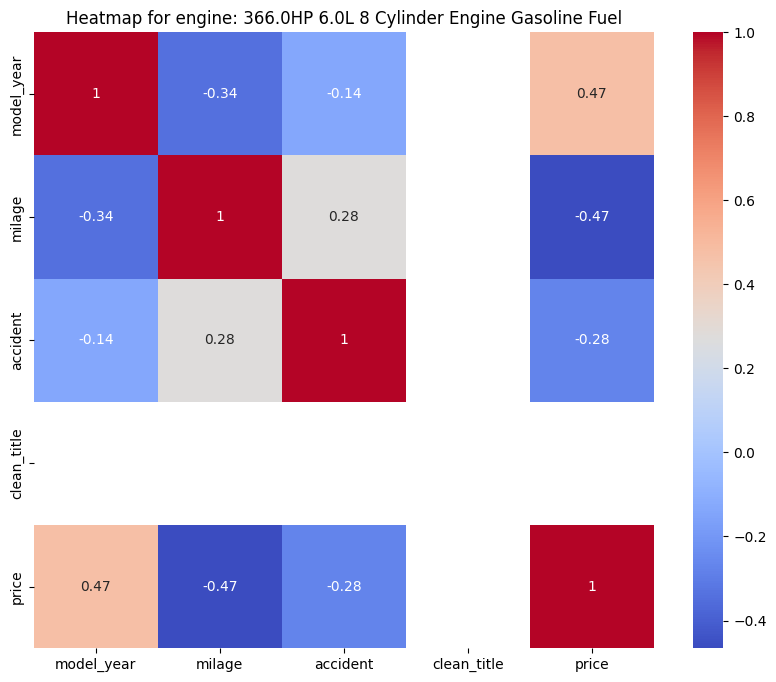 Heatmap for engine: 366.0HP 6.0L 8 Cylinder Engine Gasoline Fuel
model_year 1 -0.34 -0.14 0.47
milage -0.34 1 0.28 -0.47
accident -0.14 0.28 1 -0.28
clean_title
price 0.47 -0.47 -0.28 1
model_year milage accident clean_title price
1.0
0.8
0.6
0.4
0.2
0.0
−0.2
−0.4